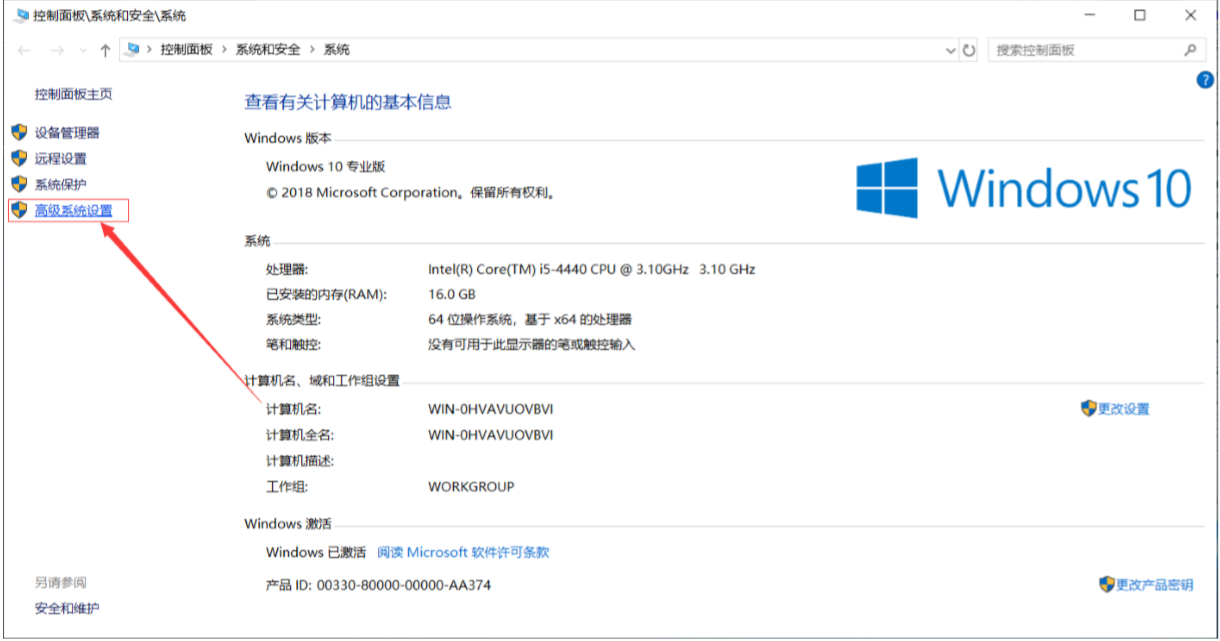 控制面板\系统和安全\系统
控制面板 > 系统和安全 > 系统
搜索控制面板
?
控制面板主页
设备管理器
远程设置
系统保护
高级系统设置
另请参阅
安全和维护
查看有关计算机的基本信息
Windows 版本
Windows 10 专业版
© 2018 Microsoft Corporation。保留所有权利。
Windows 10
系统
处理器: Intel(R) Core(TM) i5-4440 CPU @ 3.10GHz 3.10 GHz
已安装的内存(RAM): 16.0 GB
系统类型: 64 位操作系统，基于 x64 的处理器
笔和触控: 没有可用于此显示器的笔或触控输入
计算机名、域和工作组设置
计算机名: WIN-0HVAVUOVBVI 更改设置
计算机全名: WIN-0HVAVUOVBVI
计算机描述:
工作组: WORKGROUP
Windows 激活
Windows 已激活 阅读 Microsoft 软件许可条款
产品 ID: 00330-80000-00000-AA374 更改产品密钥